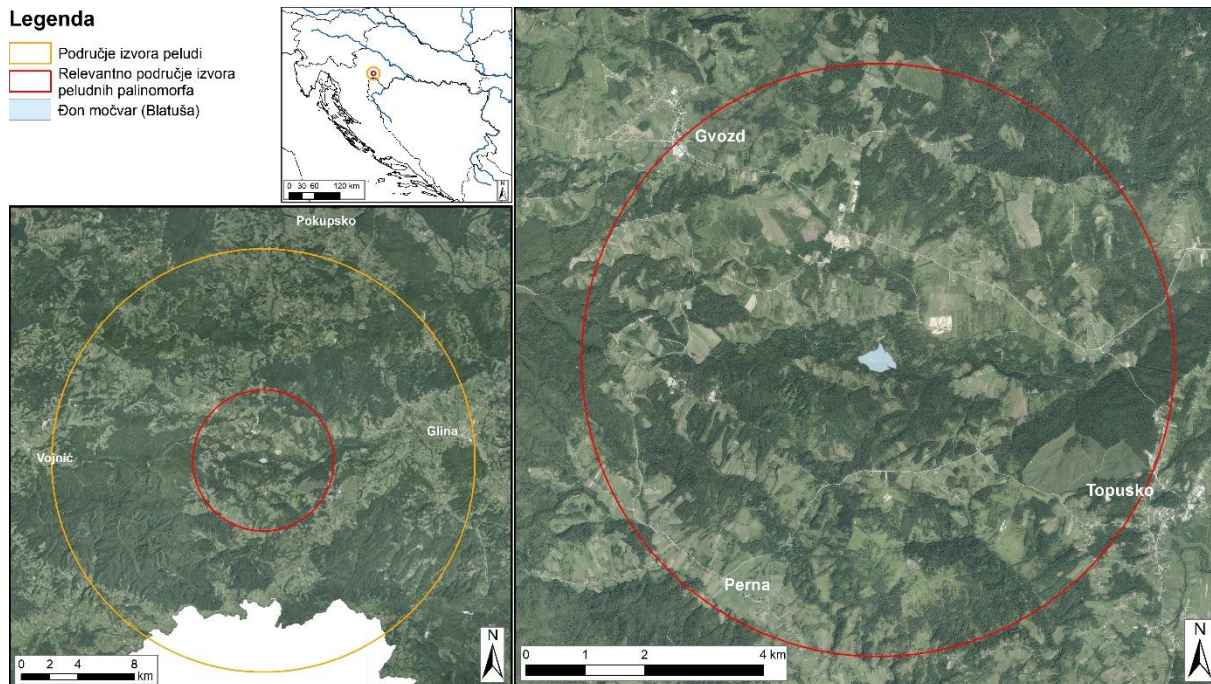 Legenda
Područje izvora peludi
Relevantno područje izvora
peludnih palinomorfa
Đon močvar (Blatuša)
0 30 60 120 km
N
Pokupsko
Vojnić
Glina
0 2 4 8
km
N
Gvozd
Topusko
Perna
0 1 2 4 km
N